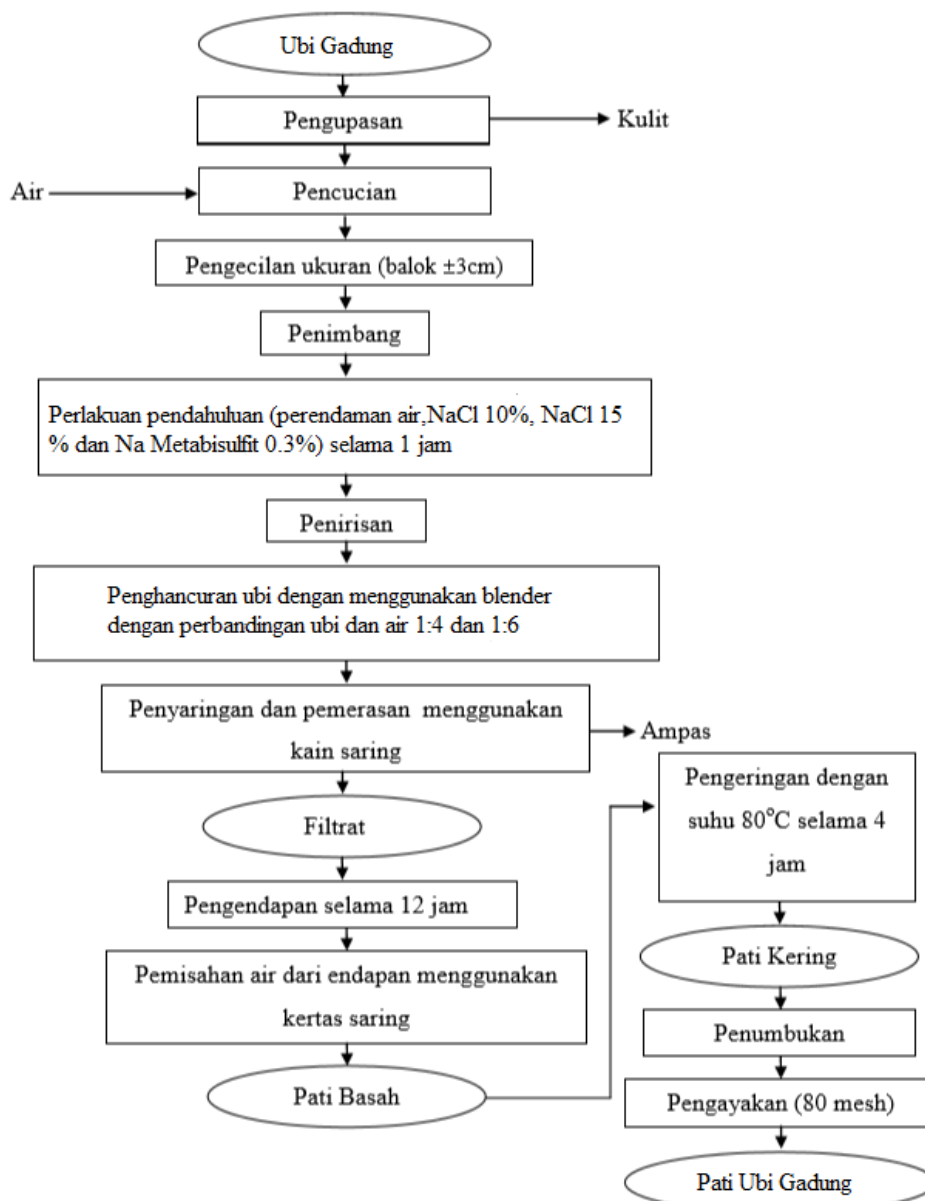 Ubi Gadung
Pengupasan
Kulit
Air
Pencucian
Pengecilan ukuran (balok ±3cm)
Penimbang
Perlakuan pendahuluan (perendaman air,NaCl 10%, NaCl 15
% dan Na Metabisulfit 0.3%) selama 1 jam
Penirisan
Penghancuran ubi dengan menggunakan blender
dengan perbandingan ubi dan air 1:4 dan 1:6
Penyaringan dan pemerasan menggunakan
kain saring
Ampas
Filtrat
Pengendapan selama 12 jam
Pemisahan air dari endapan menggunakan
kertas saring
Pati Basah
Pengeringan dengan
suhu 80°C selama 4
jam
Pati Kering
Penumbukan
Pengayakan (80 mesh)
Pati Ubi Gadung